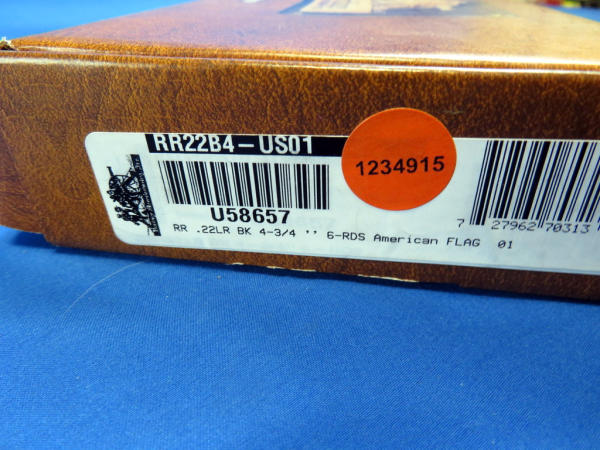 RR22B4-US01
1234915
U58657
7 27962 70313
RR .22LR BK 4-3/4 '' 6-RDS American FLAG 01